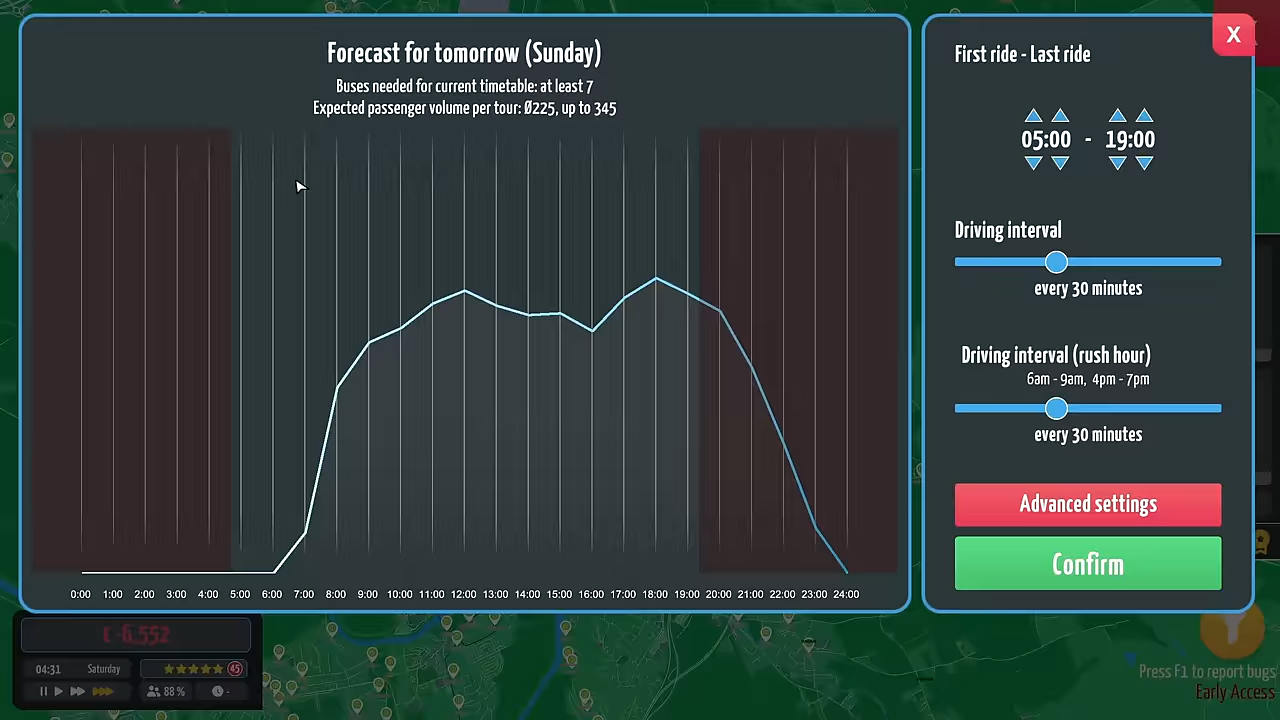 Forecast for tomorrow (Sunday)
Buses needed for current timetable: at least 7
Expected passenger volume per tour: Ø225, up to 345
0:00 1:00 2:00 3:00 4:00 5:00 6:00 7:00 8:00 9:00 10:00 11:00 12:00 13:00 14:00 15:00 16:00 17:00 18:00 19:00 20:00 21:00 22:00 23:00 24:00
X
First ride - Last ride
05:00 - 19:00
Driving interval
every 30 minutes
Driving interval (rush hour)
6am - 9am, 4pm - 7pm
every 30 minutes
Advanced settings
Confirm
04:31 Saturday
45
88 %
-
Press F1 to report bugs
Early Access